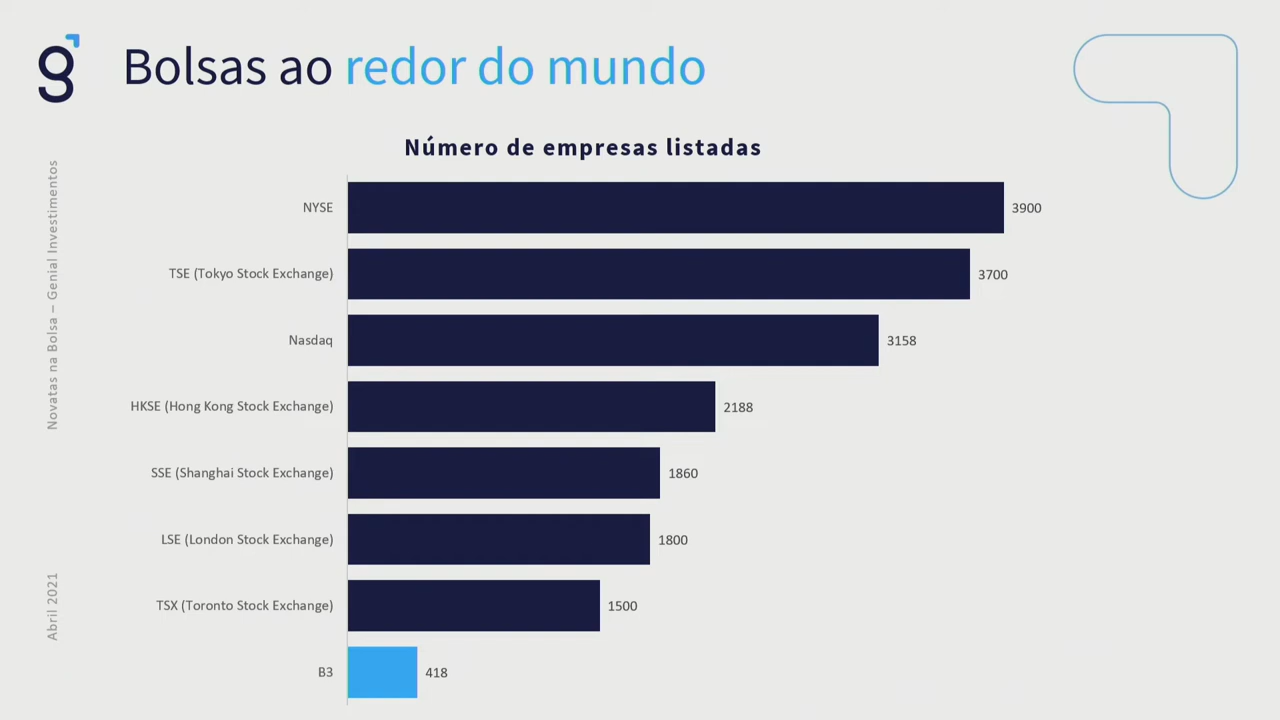 g
Bolsas ao redor do mundo
Número de empresas listadas
NYSE 3900
TSE (Tokyo Stock Exchange) 3700
Nasdaq 3158
HKSE (Hong Kong Stock Exchange) 2188
SSE (Shanghai Stock Exchange) 1860
LSE (London Stock Exchange) 1800
TSX (Toronto Stock Exchange) 1500
B3 418
Novatas na Bolsa – Genial Investimentos
Abril 2021